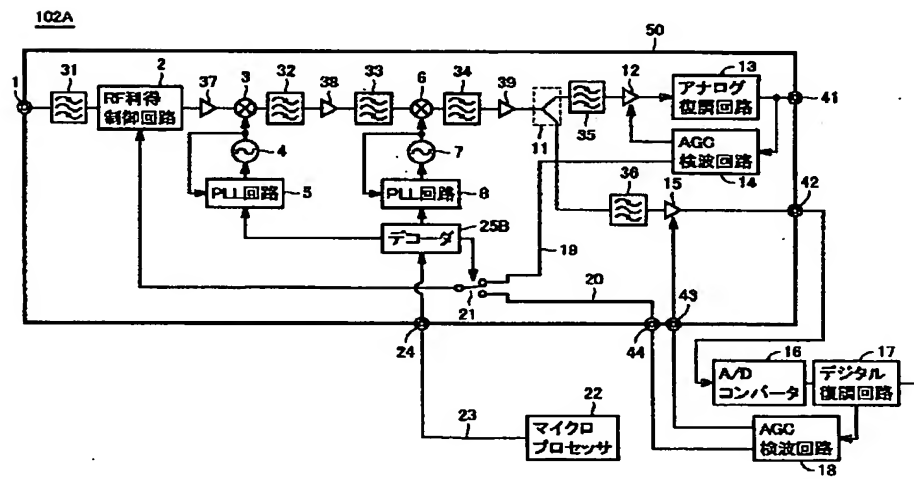 102A
50
1
31
2
RF利得
制御回路
37
3
32
38
33
6
34
39
11
35
12
13
アナログ
復調回路
41
4
7
AGC
検波回路
14
PLL回路
5
PLL回路
8
36
15
42
25B
デコーダ
19
21
20
24
44
43
16
A/D
コンバータ
17
デジタル
復調回路
23
22
マイクロ
プロセッサ
AGC
検波回路
18